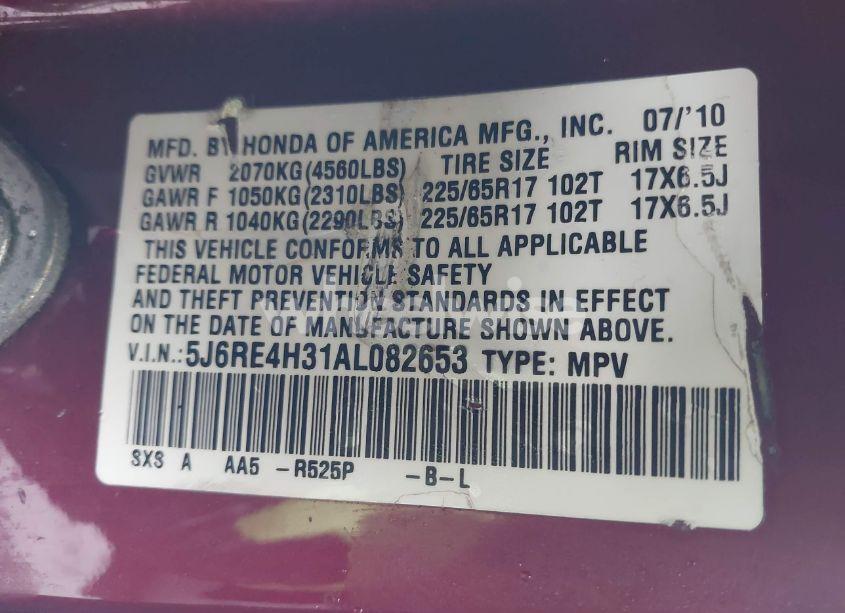 MFD. BY HONDA OF AMERICA MFG., INC. 07/'10
GVWR 2070KG(4560LBS) TIRE SIZE RIM SIZE
GAWR F 1050KG(2310LBS) 225/65R17 102T 17X6.5J
GAWR R 1040KG(2290LBS) 225/65R17 102T 17X6.5J
THIS VEHICLE CONFORMS TO ALL APPLICABLE
FEDERAL MOTOR VEHICLE SAFETY
AND THEFT PREVENTION STANDARDS IN EFFECT
ON THE DATE OF MANUFACTURE SHOWN ABOVE.
V.I.N.:5J6RE4H31AL082653 TYPE: MPV
SXS A AA5 -R525P -B-L